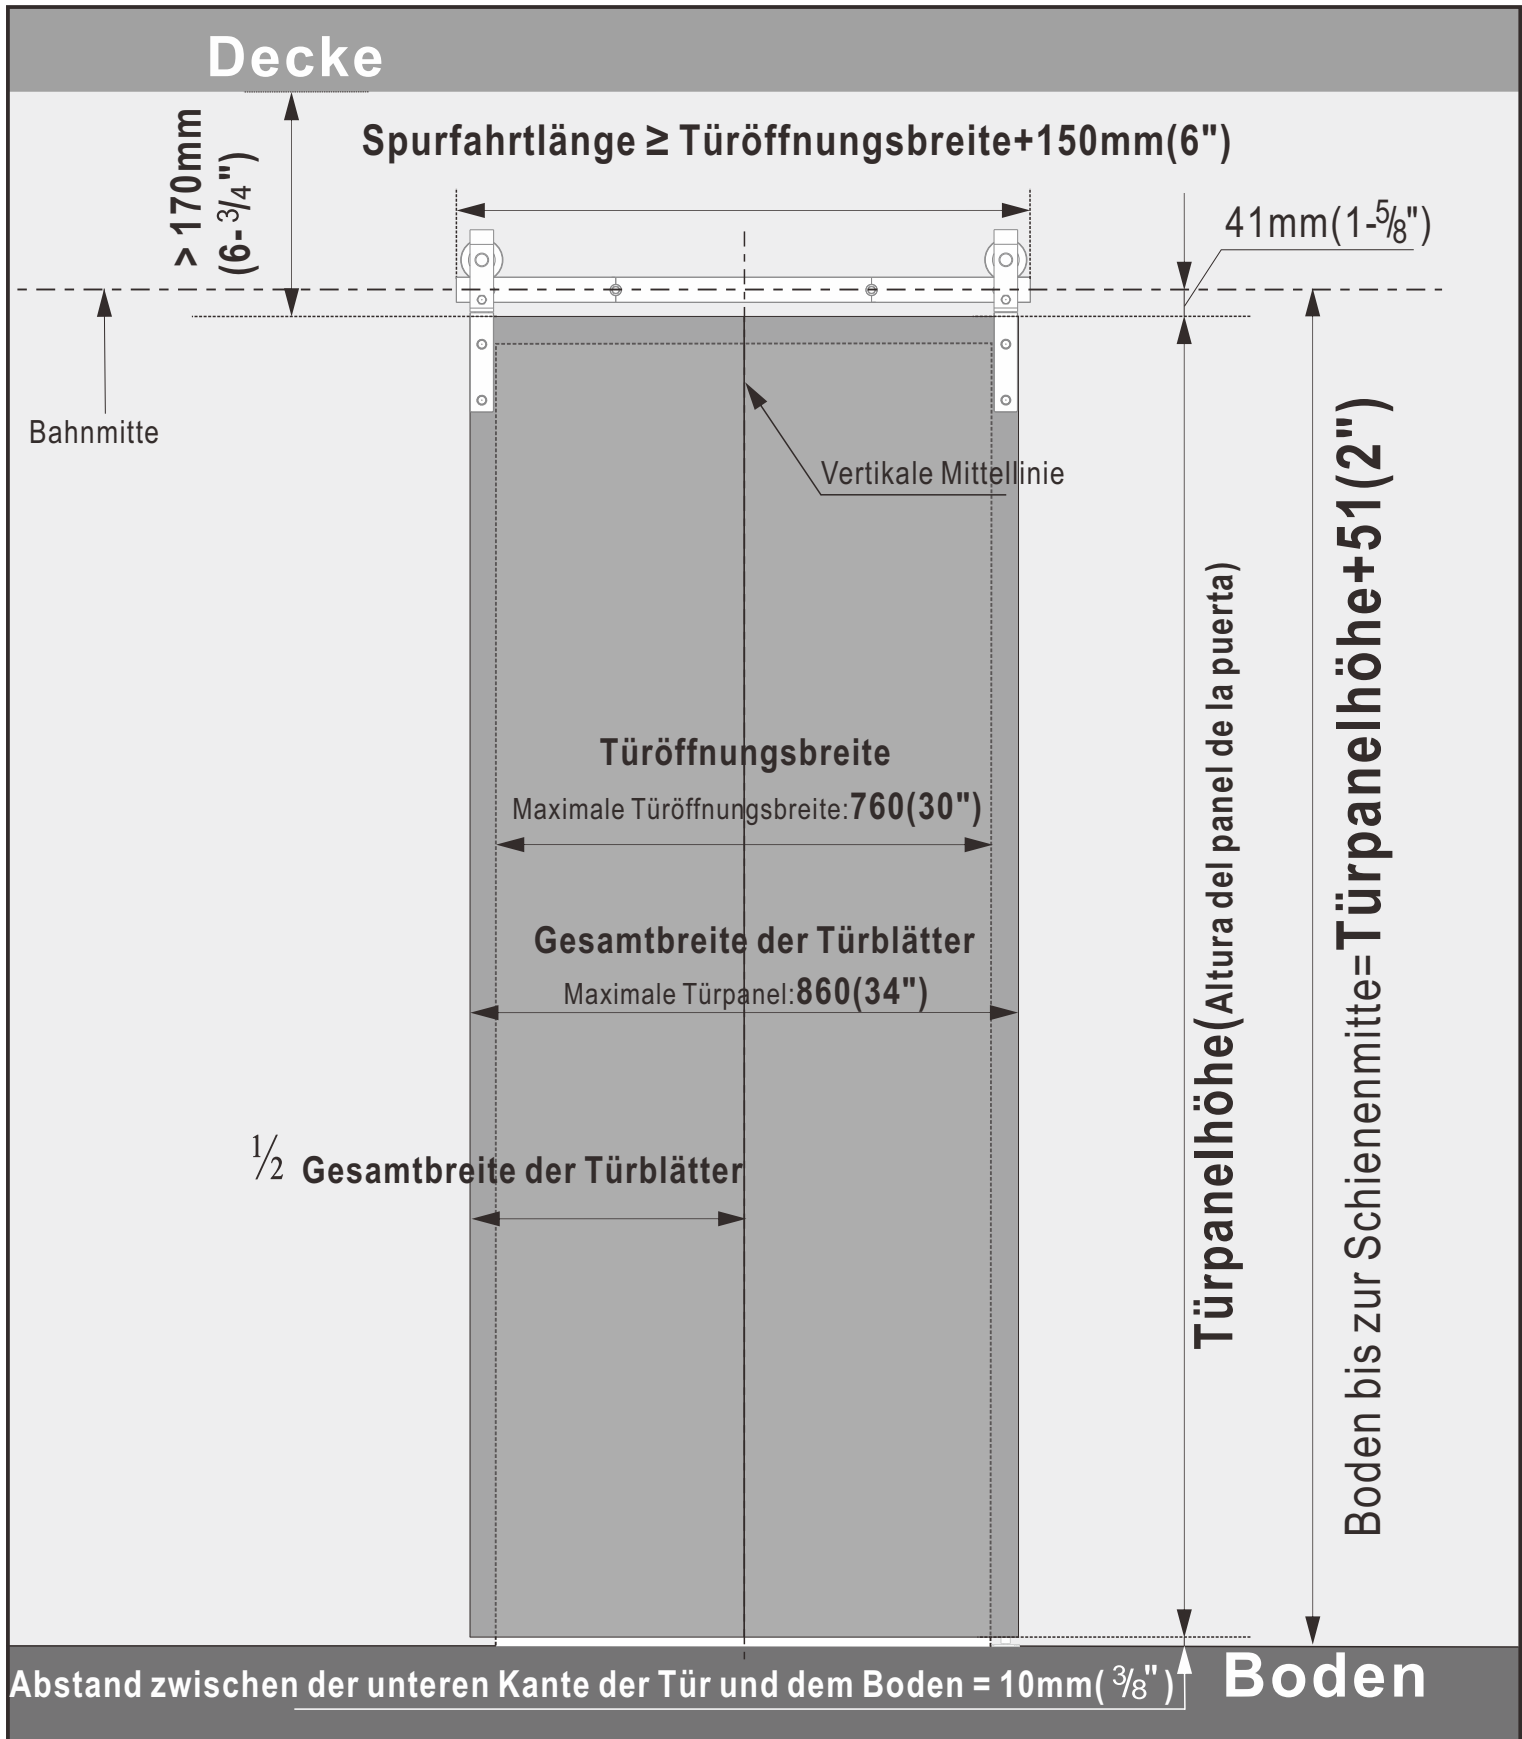 Decke
> 170mm
(6-3/4")
Spurfahrtlänge ≥ Türöffnungsbreite+150mm(6")
41mm(1-5/8")
Bahnmitte
Vertikale Mittellinie
Türöffnungsbreite
Maximale Türöffnungsbreite:760(30")
Gesamtbreite der Türblätter
Maximale Türpanel:860(34")
1/2 Gesamtbreite der Türblätter
Türpanelhöhe(Altura del panel de la puerta)
Boden bis zur Schienenmitte=Türpanelhöhe+51(2")
Abstand zwischen der unteren Kante der Tür und dem Boden = 10mm( 3/8" )
Boden